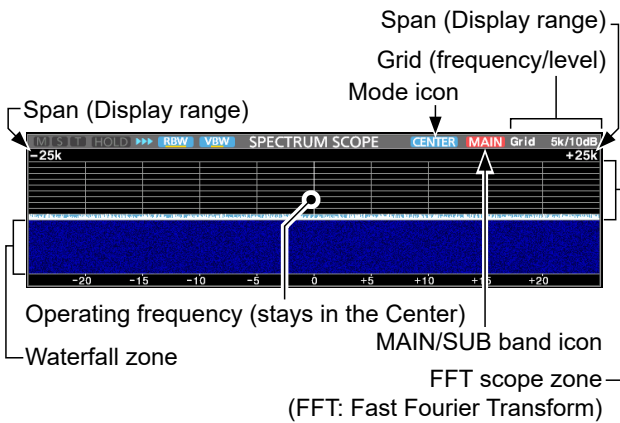 Span (Display range)
Grid (frequency/level)
Mode icon
Span (Display range)
M S T HOLD RBW VBW SPECTRUM SCOPE CENTER MAIN Grid 5k/10dB
−25k +25k
−20 −15 −10 −5 0 +5 +10 +15 +20
Operating frequency (stays in the Center)
MAIN/SUB band icon
Waterfall zone
FFT scope zone
(FFT: Fast Fourier Transform)